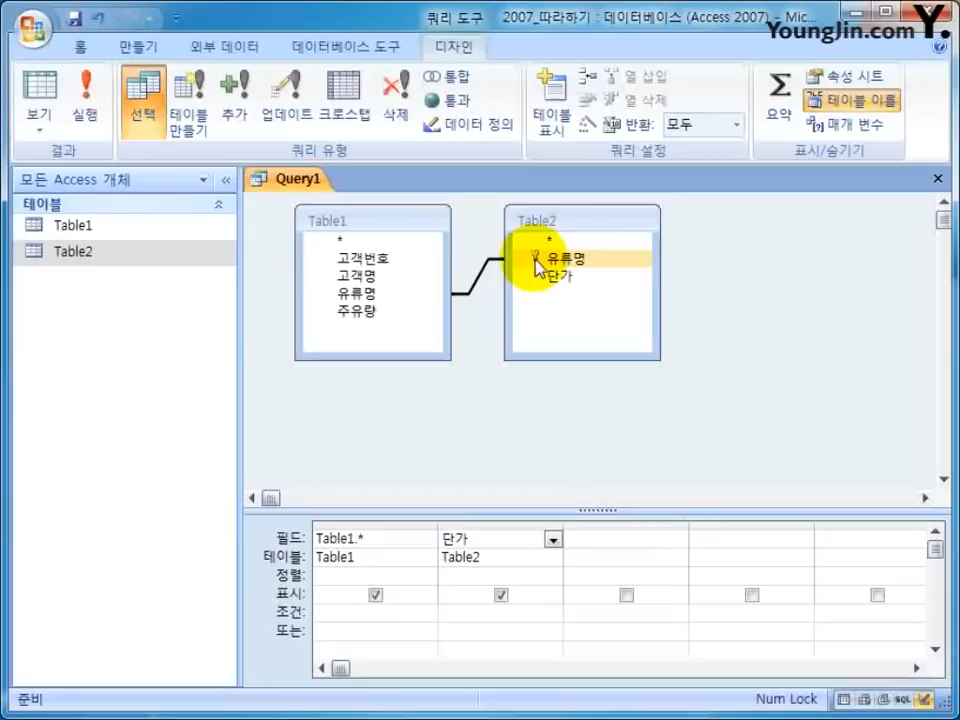 쿼리 도구
2007_따라하기 : 데이터베이스 (Access 2007) - Mic...
YoungJin.com Y.
홈
만들기
외부 데이터
데이터베이스 도구
디자인
보기
실행
결과
선택
테이블
만들기
추가
업데이트
크로스탭
삭제
통합
통과
데이터 정의
쿼리 유형
테이블
표시
열 삽입
열 삭제
반환: 모두
쿼리 설정
요약
속성 시트
테이블 이름
매개 변수
표시/숨기기
모든 Access 개체
테이블
Table1
Table2
Query1
Table1
*
고객번호
고객명
유류명
주유량
Table2
*
유류명
단가
필드: Table1.* 단가
테이블: Table1 Table2
정렬:
표시:
조건:
또는:
준비
Num Lock
SQL